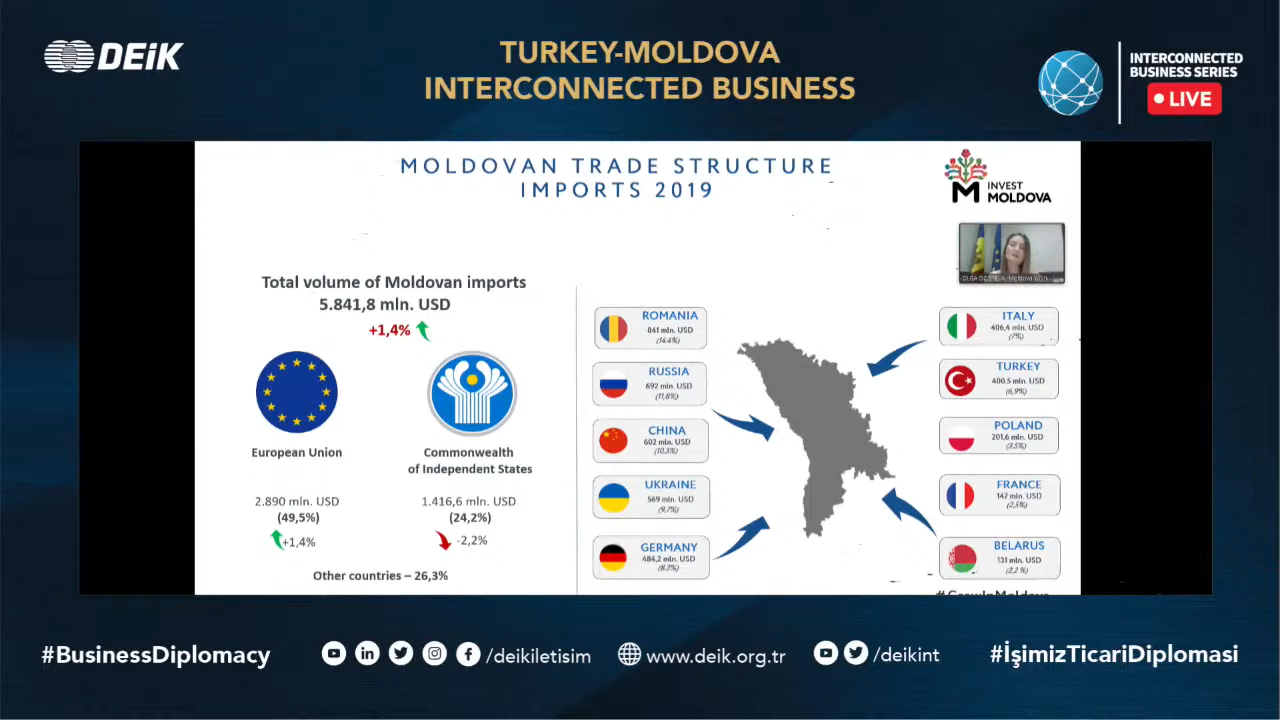 DEiK
TURKEY-MOLDOVA
INTERCONNECTED BUSINESS
INTERCONNECTED
BUSINESS SERIES
LIVE
MOLDOVAN TRADE STRUCTURE
IMPORTS 2019
M INVEST
MOLDOVA
Total volume of Moldovan imports
5.841,8 mln. USD
+1,4%
European Union
2.890 mln. USD
(49,5%)
+1,4%
Commonwealth
of Independent States
1.416,6 mln. USD
(24,2%)
-2,2%
Other countries – 26,3%
ROMANIA
841 mln. USD
(14.4%)
RUSSIA
692 mln. USD
(11,8%)
CHINA
602 mln. USD
(10.3%)
UKRAINE
569 mln. USD
(9.7%)
GERMANY
484,2 mln. USD
(8.3%)
ITALY
406,4 mln. USD
(7%)
TURKEY
400.5 mln. USD
(6,9%)
POLAND
201,6 mln. USD
(3,5%)
FRANCE
147 mln. USD
(2,5%)
BELARUS
131 mln. USD
(2,2 %)
#BusinessDiplomacy
/deikiletisim
www.deik.org.tr
/deikint
#İşimizTicariDiplomasi